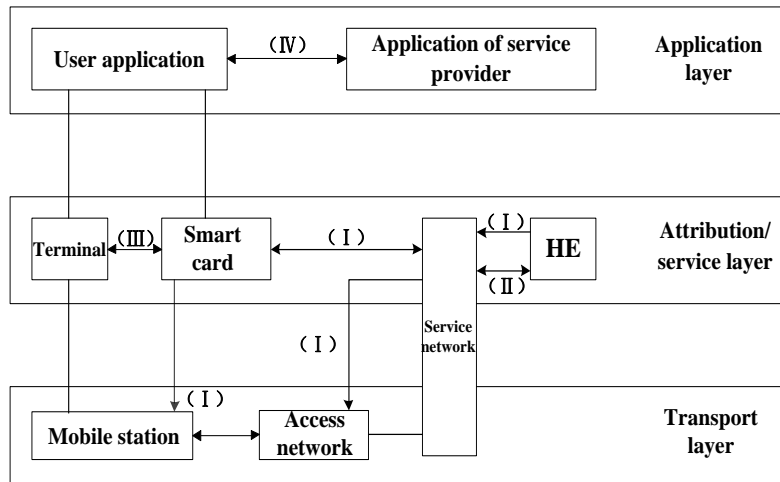 User application
（Ⅳ）
Application of service
provider
Application
layer
Terminal
（Ⅲ）
Smart
card
（Ⅰ）
（Ⅰ）
HE
（Ⅱ）
Attribution/
service layer
Service
network
（Ⅰ）
（Ⅰ）
Mobile station
Access
network
Transport
layer